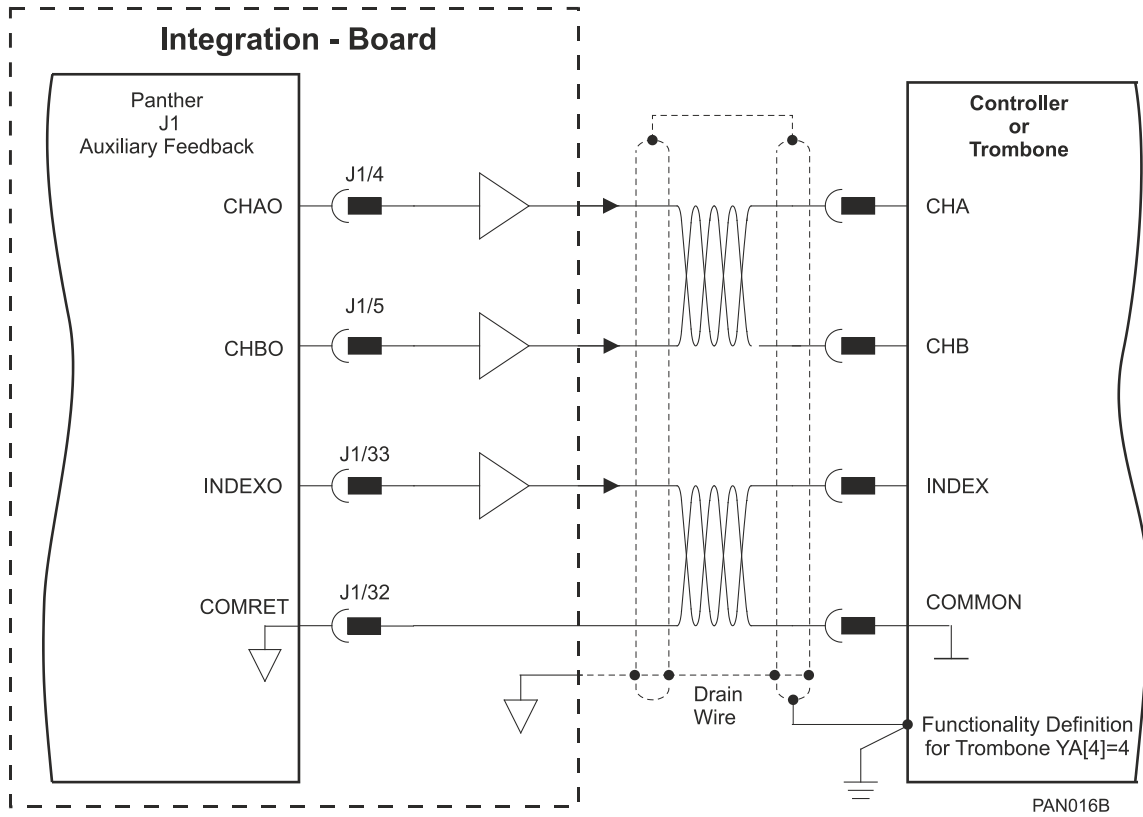 Integration - Board
Panther
J1
Auxiliary Feedback
Controller
or
Trombone
J1/4
CHAO
CHA
J1/5
CHBO
CHB
J1/33
INDEXO
INDEX
J1/32
COMRET
COMMON
Drain
Wire
Functionality Definition
for Trombone YA[4]=4
PAN016B